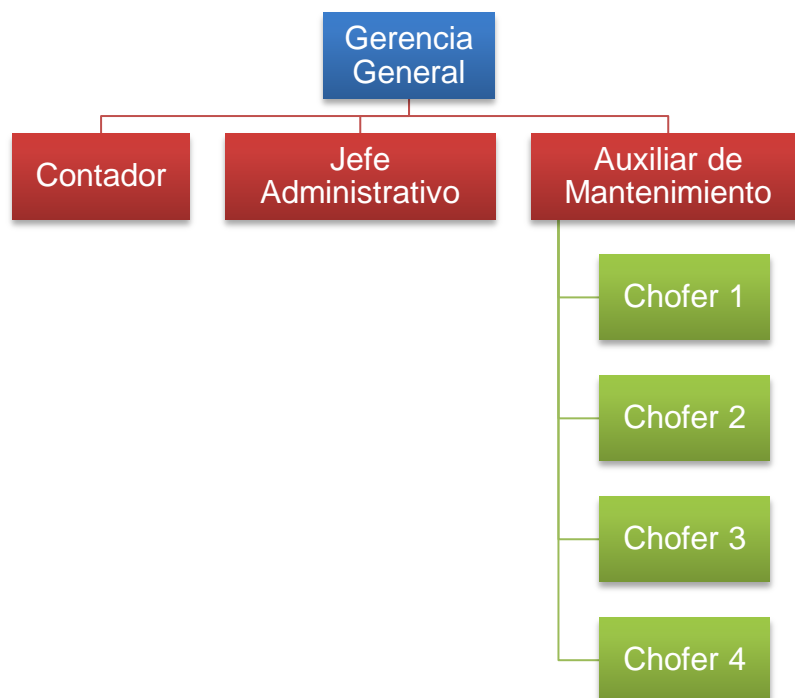 Gerencia
General
Contador
Jefe
Administrativo
Auxiliar de
Mantenimiento
Chofer 1
Chofer 2
Chofer 3
Chofer 4